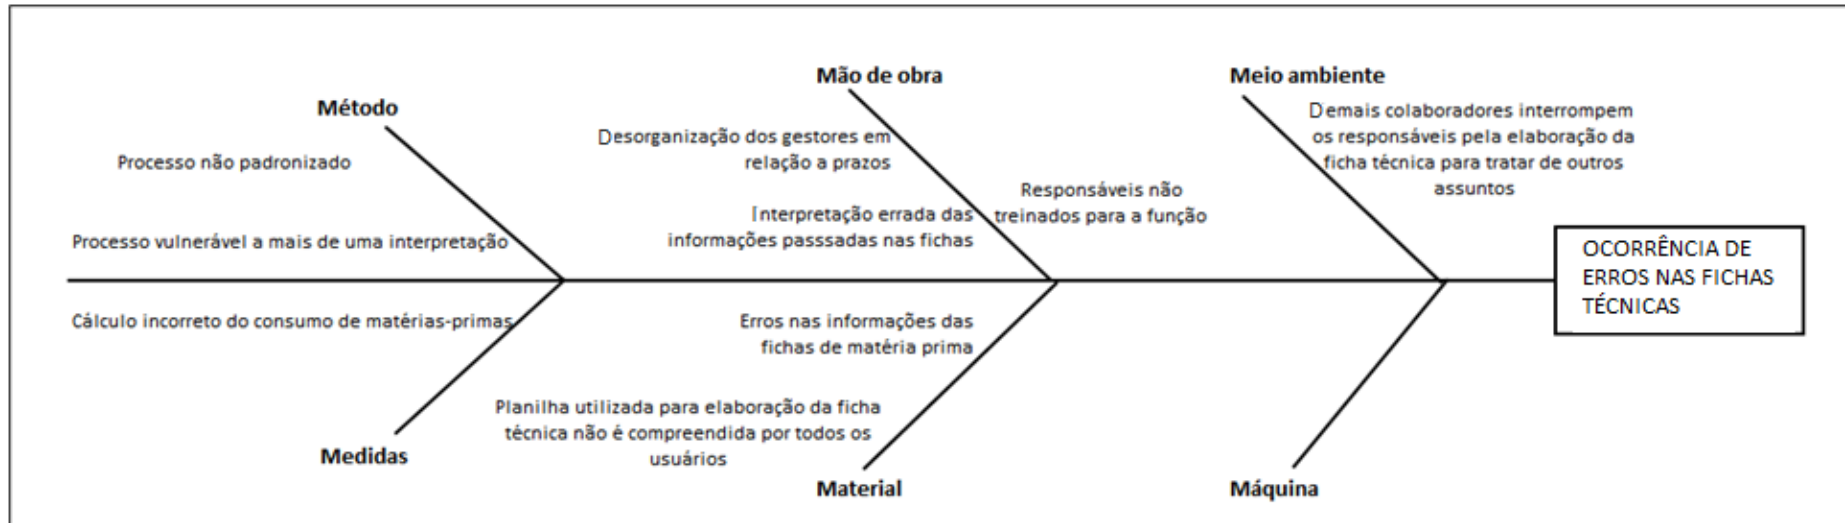 Método
Processo não padronizado
Processo vulnerável a mais de uma interpretação
Mão de obra
Desorganização dos gestores em
relação a prazos
Interpretação errada das
informações passsadas nas fichas
Responsáveis não
treinados para a função
Meio ambiente
Demais colaboradores interrompem
os responsáveis pela elaboração da
ficha técnica para tratar de outros
assuntos
OCORRÊNCIA DE
ERROS NAS FICHAS
TÉCNICAS
Cálculo incorreto do consumo de matérias-primas
Medidas
Erros nas informações das
fichas de matéria prima
Planilha utilizada para elaboração da ficha
técnica não é compreendida por todos os
usuários
Material
Máquina